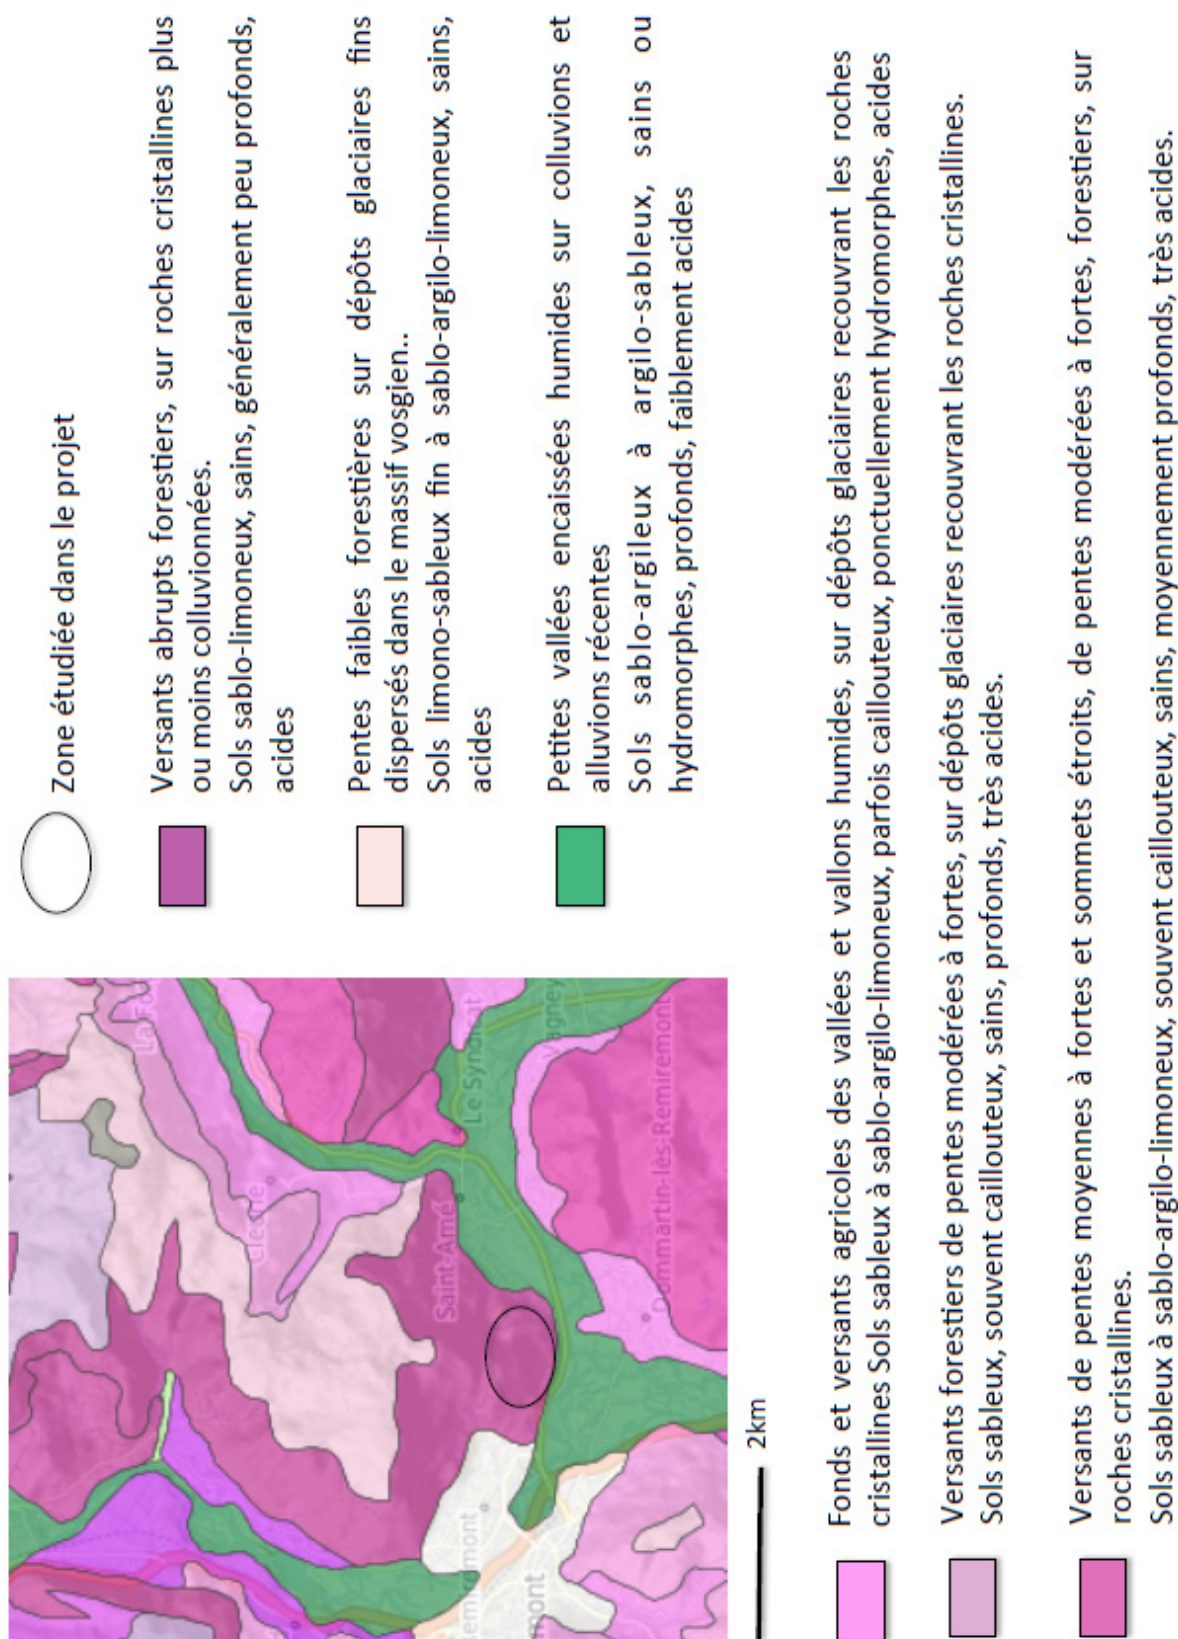 Zone étudiée dans le projet
Versants abrupts forestiers, sur roches cristallines plus
ou moins colluvionnées.
Sols sablo-limoneux, sains, généralement peu profonds,
acides
Pentes faibles forestières sur dépôts glaciaires fins
dispersés dans le massif vosgien..
Sols limono-sableux fin à sablo-argilo-limoneux, sains,
acides
Petites vallées encaissées humides sur colluvions et
alluvions récentes
Sols sablo-argileux à argilo-sableux, sains ou
hydromorphes, profonds, faiblement acides
La Fo
Cleurie
Le Syndicat
Saint-Amé
Vagney
Dommartin-lès-Remiremont
emiremont
mont
2km
Fonds et versants agricoles des vallées et vallons humides, sur dépôts glaciaires recouvrant les roches
cristallines Sols sableux à sablo-argilo-limoneux, parfois caillouteux, ponctuellement hydromorphes, acides
Versants forestiers de pentes modérées à fortes, sur dépôts glaciaires recouvrant les roches cristallines.
Sols sableux, souvent caillouteux, sains, profonds, très acides.
Versants de pentes moyennes à fortes et sommets étroits, de pentes modérées à fortes, forestiers, sur
roches cristallines.
Sols sableux à sablo-argilo-limoneux, souvent caillouteux, sains, moyennement profonds, très acides.